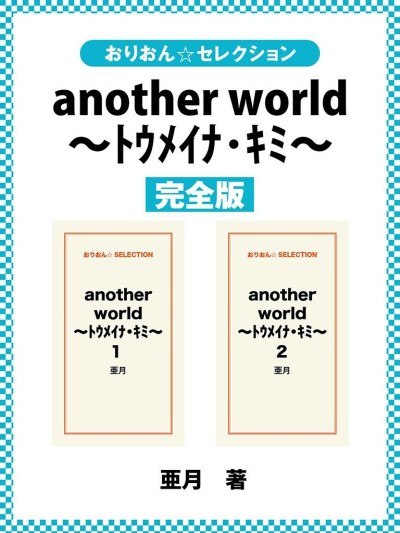 おりおん☆セレクション
another world
〜トウメイナ・キミ〜
完全版
おりおん☆ SELECTION
another
world
〜トウメイナ・キミ〜
1
亜月
おりおん☆ SELECTION
another
world
〜トウメイナ・キミ〜
2
亜月
亜月 著